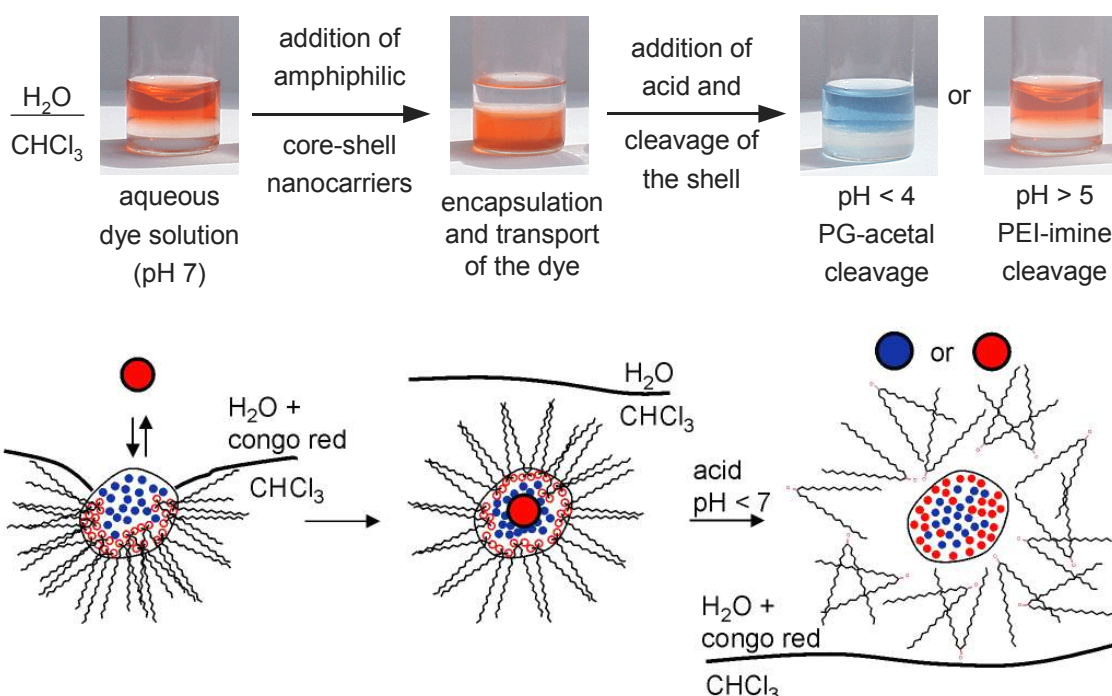 H2O
CHCl3
aqueous
dye solution
(pH 7)
addition of
amphiphilic
core-shell
nanocarriers
encapsulation
and transport
of the dye
addition of
acid and
cleavage of
the shell
pH < 4
PG-acetal
cleavage
or
pH > 5
PEI-imine
cleavage
H2O +
congo red
CHCl3
H2O
CHCl3
acid
pH < 7
or
H2O +
congo red
CHCl3